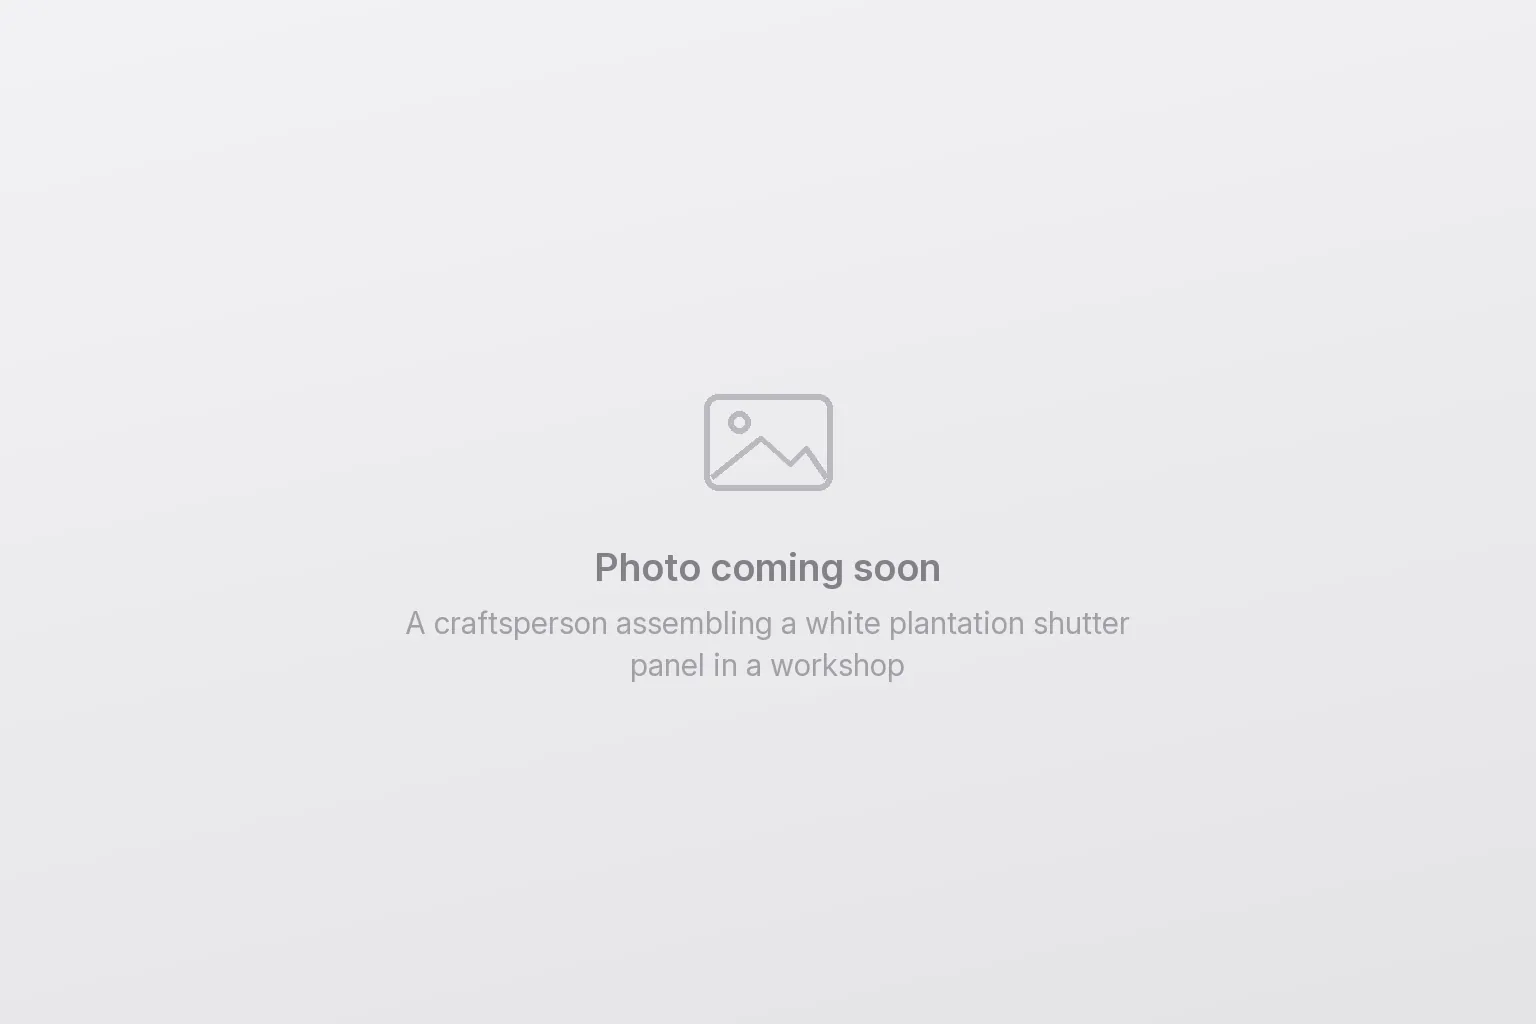 Photo coming soon
A craftsperson assembling a white plantation shutter
panel in a workshop